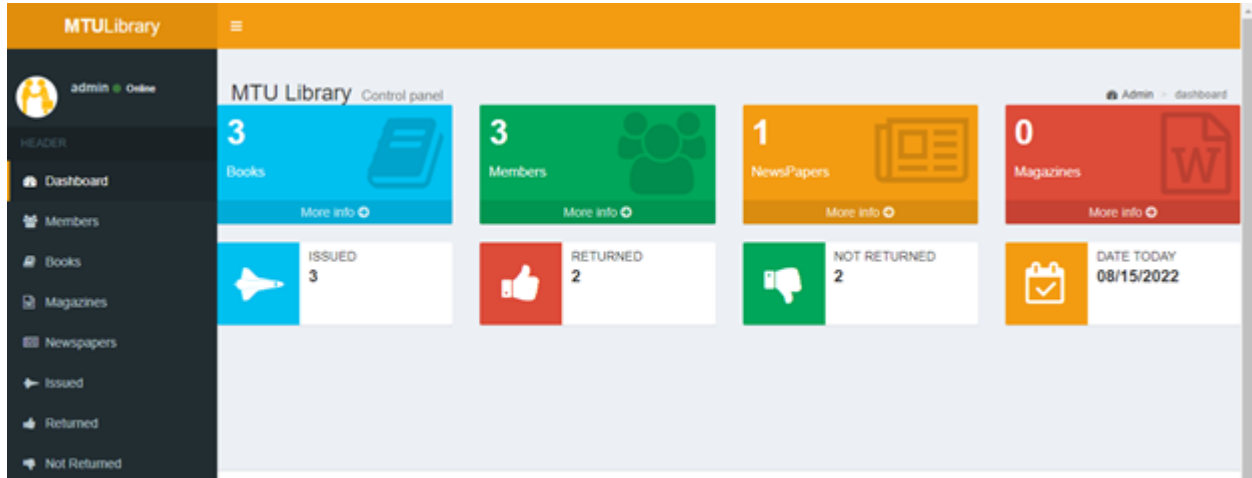 MTULibrary
admin Online
HEADER
Dashboard
Members
Books
Magazines
Newspapers
Issued
Returned
Not Returned
MTU Library Control panel
Admin > dashboard
3
Books
More info
3
Members
More info
1
NewsPapers
More info
0
Magazines
W
More info
ISSUED
3
RETURNED
2
NOT RETURNED
2
DATE TODAY
08/15/2022